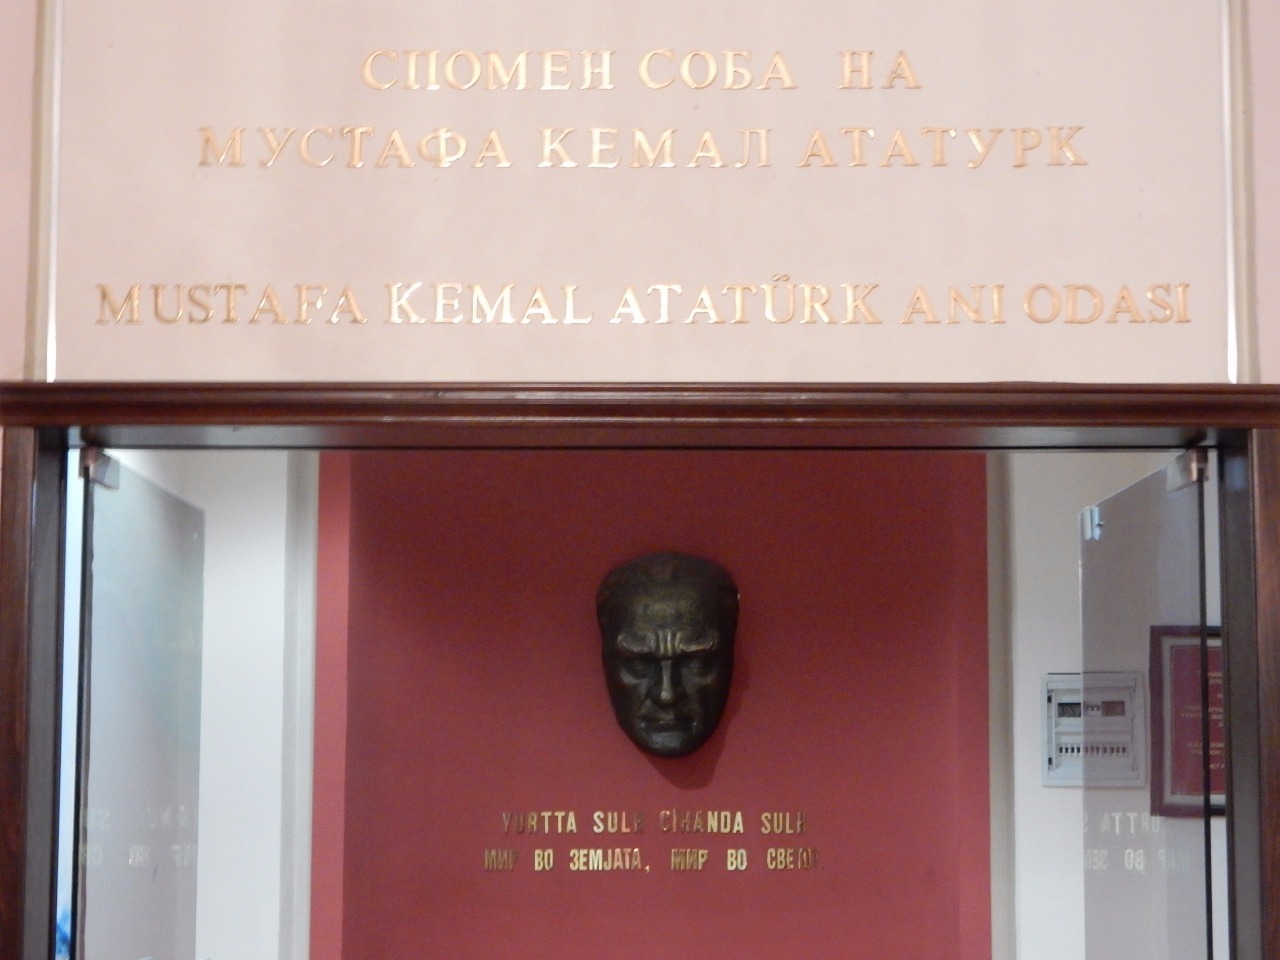 СПОМЕН СОБА НА
МУСТАФА КЕМАЛ АТАТУРК
MUSTAFA KEMAL ATATÜRK ANI ODASI
YURTTA SULH CİHANDA SULH
МИР ВО ЗЕМЈАТА, МИР ВО СВЕТОТ